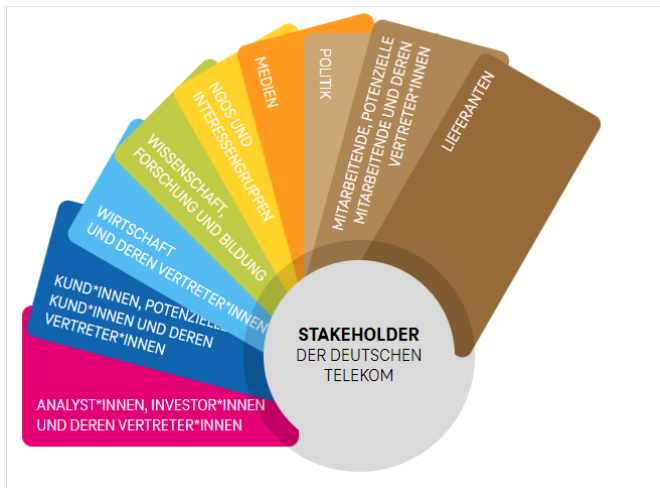 ANALYST*INNEN, INVESTOR*INNEN
UND DEREN VERTRETER*INNEN
KUND*INNEN, POTENZIELLE
KUND*INNEN UND DEREN
VERTRETER*INNEN
WIRTSCHAFT
UND DEREN VERTRETER*INNEN
WISSENSCHAFT,
FORSCHUNG UND BILDUNG
NGOS UND
INTERESSENGRUPPEN
MEDIEN
POLITIK
MITARBEITENDE, POTENZIELLE
MITARBEITENDE UND DEREN
VERTRETER*INNEN
LIEFERANTEN
STAKEHOLDER
DER DEUTSCHEN
TELEKOM